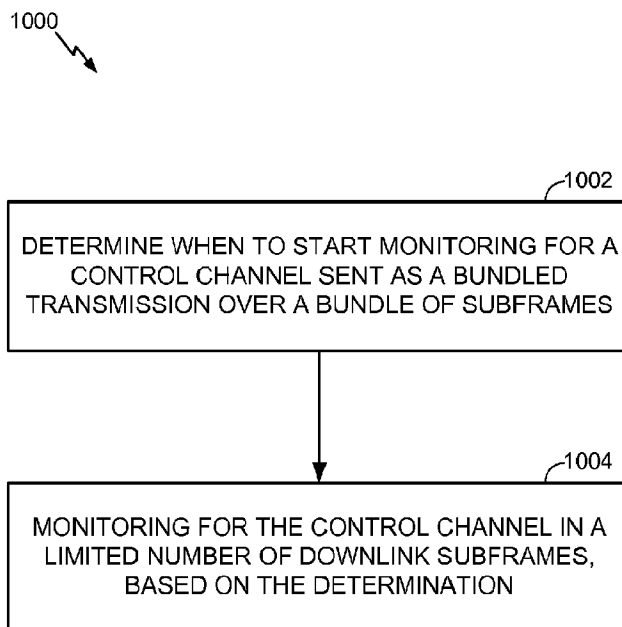 1000
1002
DETERMINE WHEN TO START MONITORING FOR A
CONTROL CHANNEL SENT AS A BUNDLED
TRANSMISSION OVER A BUNDLE OF SUBFRAMES
1004
MONITORING FOR THE CONTROL CHANNEL IN A
LIMITED NUMBER OF DOWNLINK SUBFRAMES,
BASED ON THE DETERMINATION